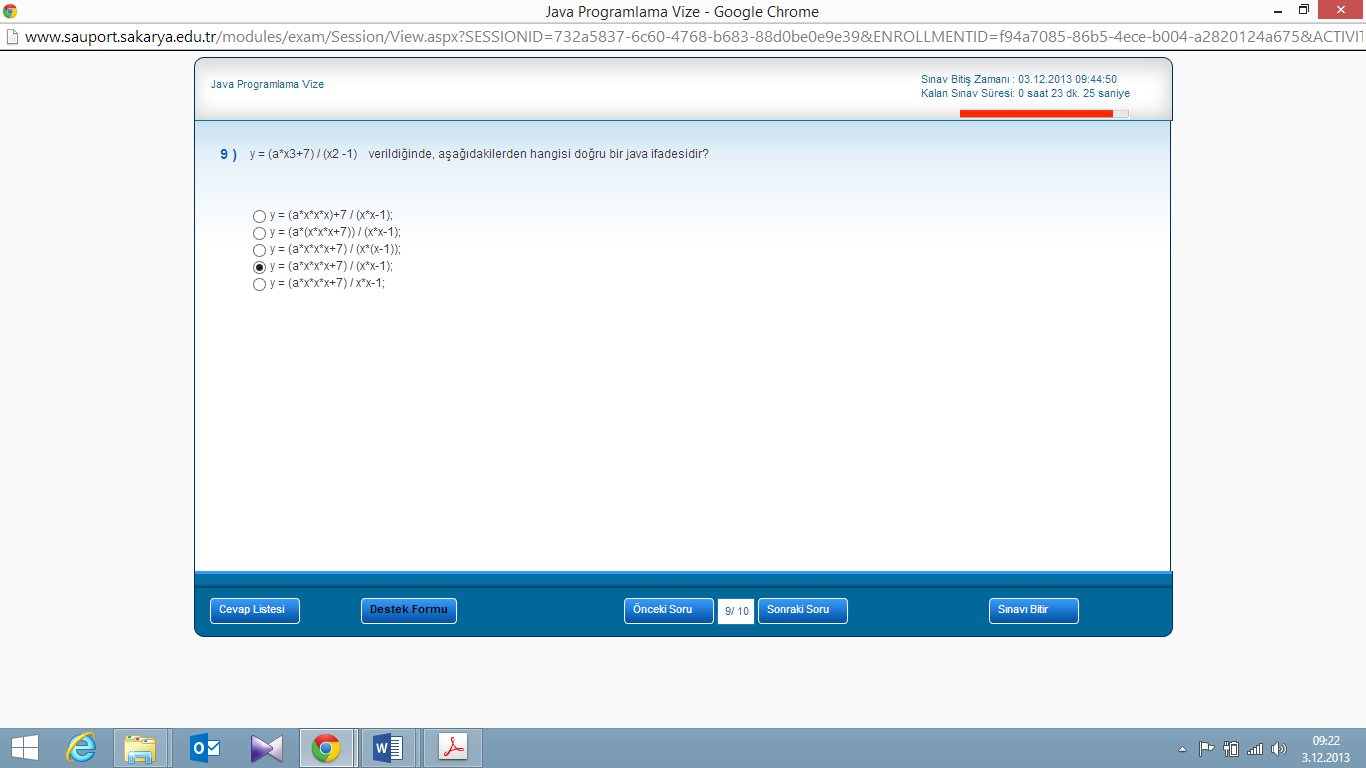 Java Programlama Vize - Google Chrome
www.sauport.sakarya.edu.tr/modules/exam/Session/View.aspx?SESSIONID=732a5837-6c60-4768-b683-88d0be0e9e39&ENROLLMENTID=f94a7085-86b5-4ece-b004-a2820124a675&ACTIVIT
Java Programlama Vize
Sınav Bitiş Zamanı : 03.12.2013 09:44:50
Kalan Sınav Süresi: 0 saat 23 dk. 25 saniye
9 ) y = (a*x3+7) / (x2 -1) verildiğinde, aşağıdakilerden hangisi doğru bir java ifadesidir?
y = (a*x*x*x)+7 / (x*x-1);
y = (a*(x*x*x+7)) / (x*x-1);
y = (a*x*x*x+7) / (x*(x-1));
y = (a*x*x*x+7) / (x*x-1);
y = (a*x*x*x+7) / x*x-1;
Cevap Listesi
Destek Formu
Önceki Soru
9/ 10
Sonraki Soru
Sınavı Bitir
09:22
3.12.2013